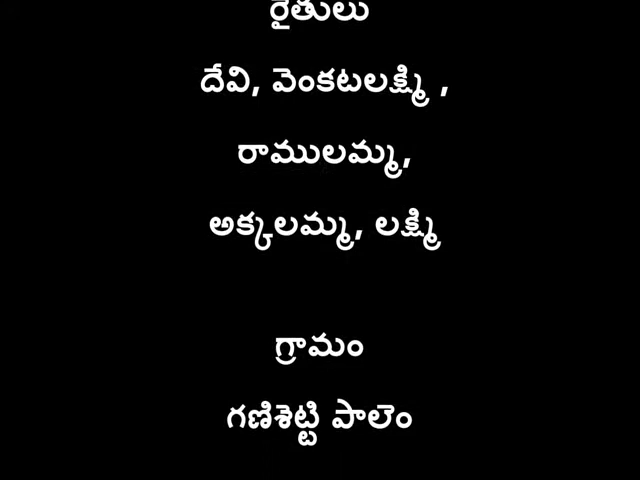 రైతులు
దేవి, వెంకటలక్ష్మి ,
రాములమ్మ,
అక్కలమ్మ, లక్ష్మి
గ్రామం
గణిశెట్టి పాలెం